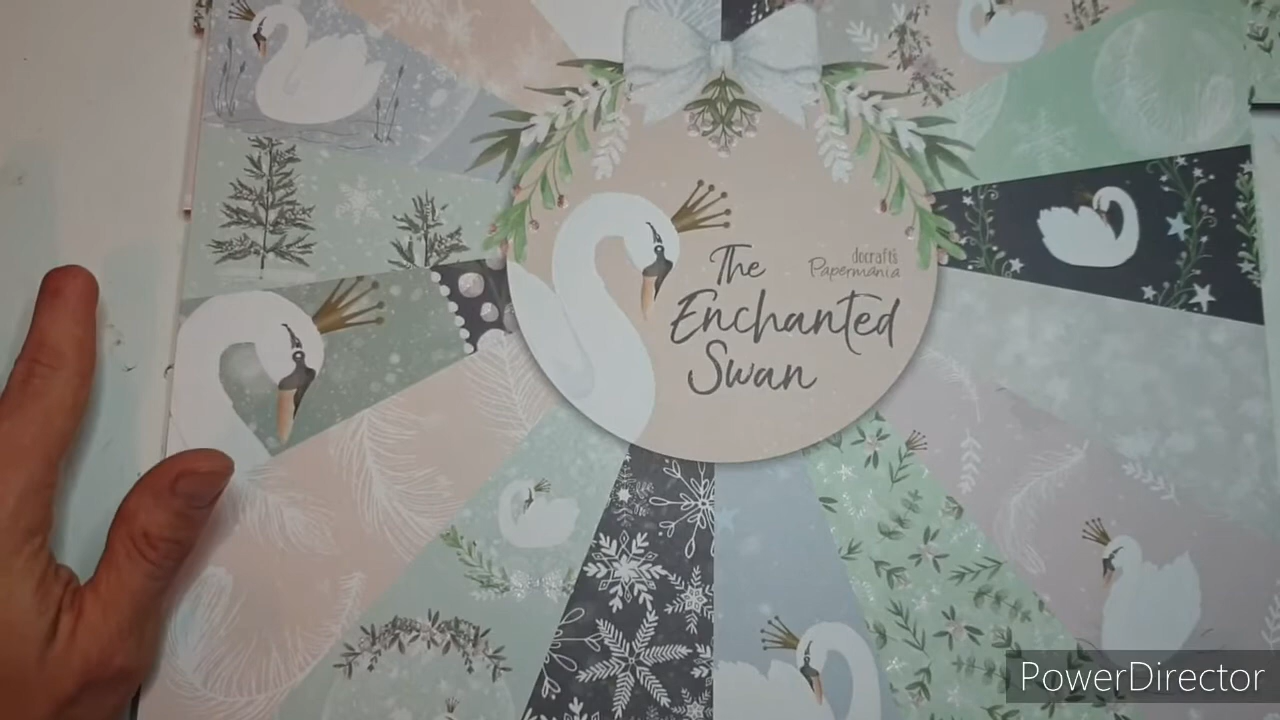 The
Enchanted
Swan
docrafts
Papermania
PowerDirector